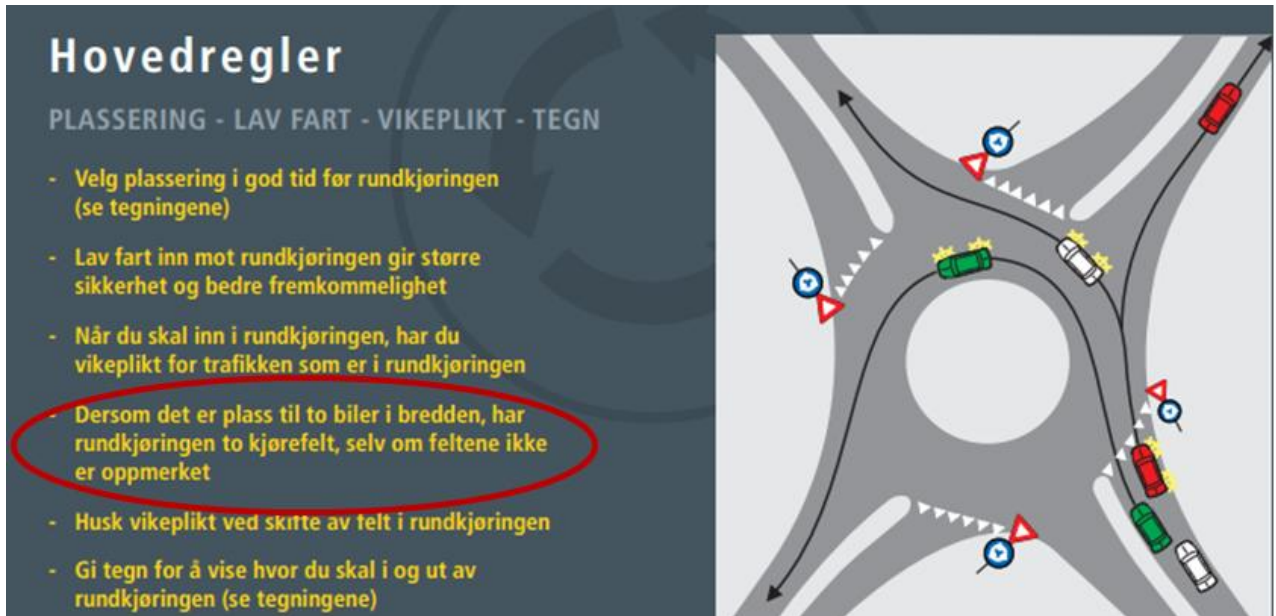 Hovedregler
PLASSERING - LAV FART - VIKEPLIKT - TEGN
- Velg plassering i god tid før rundkjøringen
(se tegningene)
- Lav fart inn mot rundkjøringen gir større
sikkerhet og bedre fremkommelighet
- Når du skal inn i rundkjøringen, har du
vikeplikt for trafikken som er i rundkjøringen
- Dersom det er plass til to biler i bredden, har
rundkjøringen to kjørefelt, selv om feltene ikke
er oppmerket
- Husk vikeplikt ved skifte av felt i rundkjøringen
- Gi tegn for å vise hvor du skal i og ut av
rundkjøringen (se tegningene)